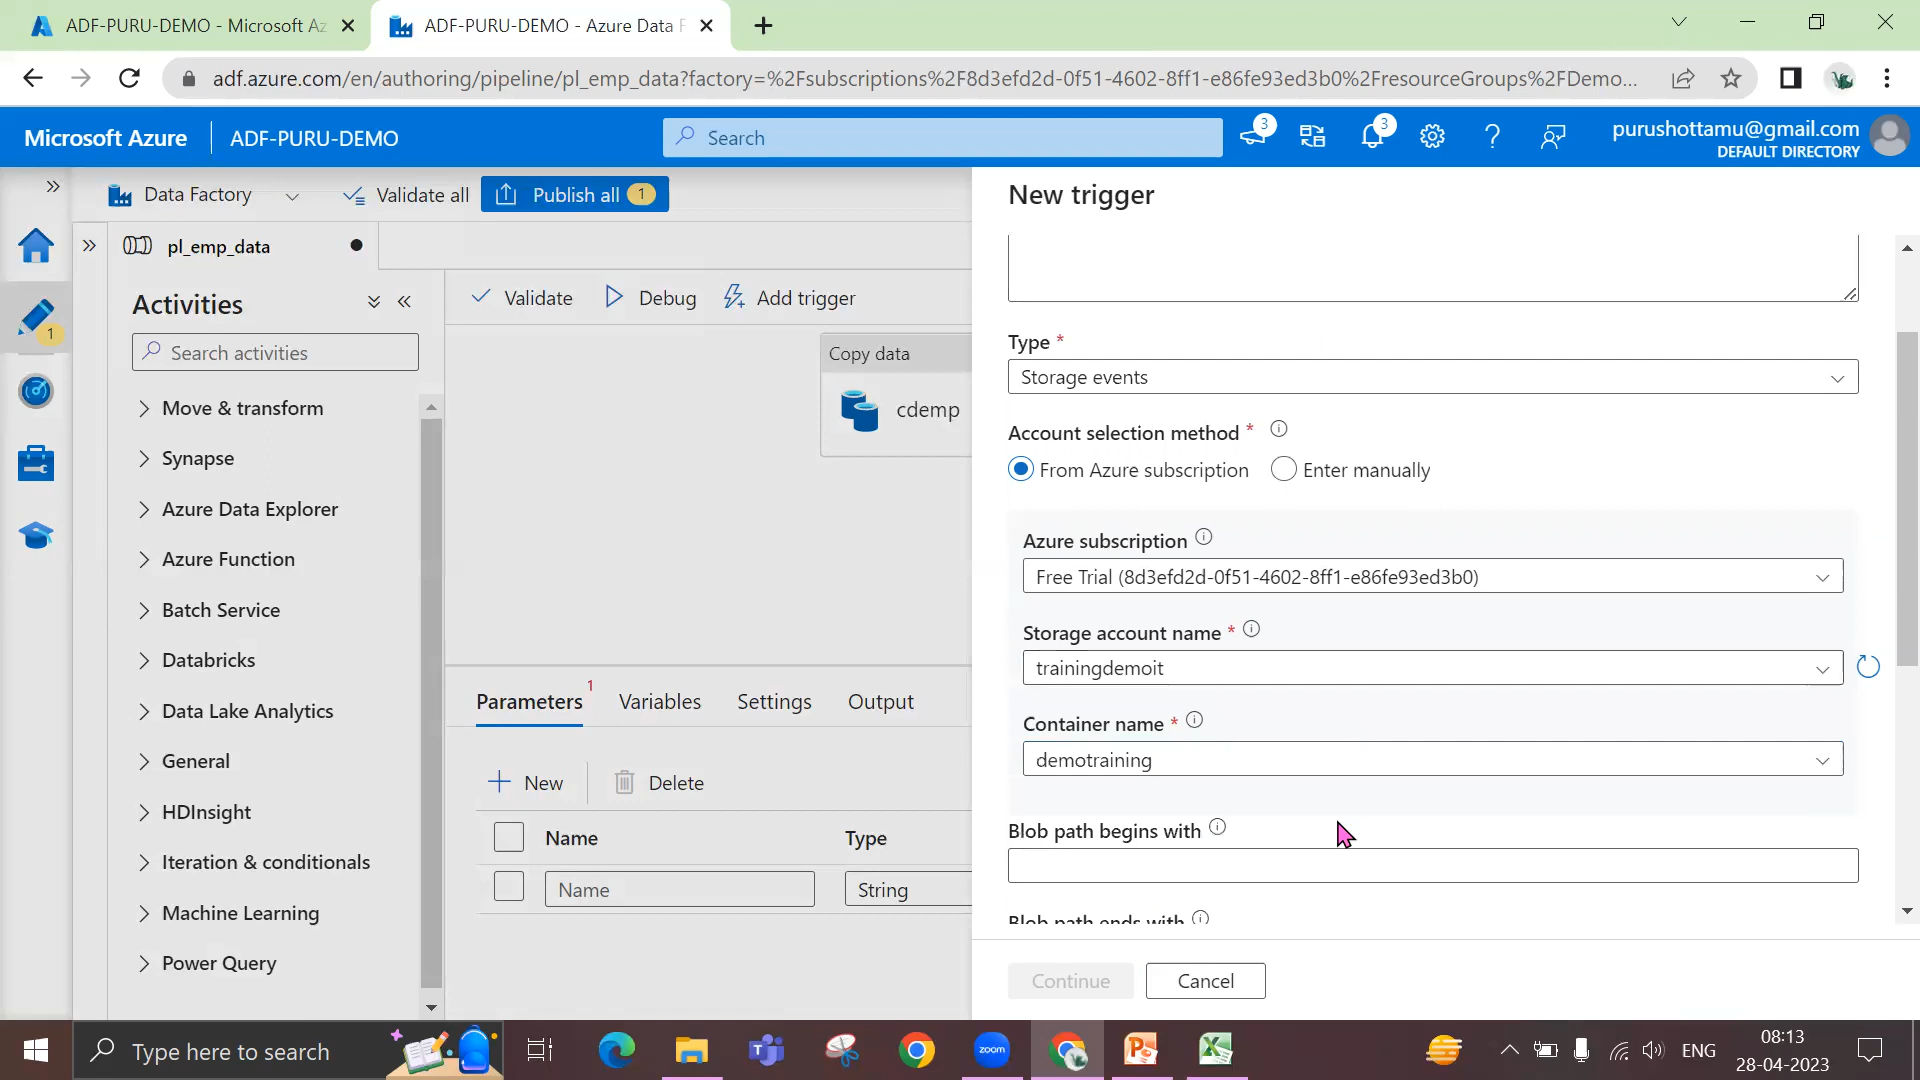 ADF-PURU-DEMO - Microsoft Az
ADF-PURU-DEMO - Azure Data F
adf.azure.com/en/authoring/pipeline/pl_emp_data?factory=%2Fsubscriptions%2F8d3efd2d-0f51-4602-8ff1-e86fe93ed3b0%2FresourceGroups%2FDemo...
Microsoft Azure
ADF-PURU-DEMO
Search
3
3
purushottamu@gmail.com
DEFAULT DIRECTORY
Data Factory
Validate all
Publish all 1
pl_emp_data
1
Activities
Search activities
Move & transform
Synapse
Azure Data Explorer
Azure Function
Batch Service
Databricks
Data Lake Analytics
General
HDInsight
Iteration & conditionals
Machine Learning
Power Query
Validate
Debug
Add trigger
Copy data
cdemp
Parameters 1
Variables
Settings
Output
New
Delete
Name
Type
Name
String
New trigger
Type *
Storage events
Account selection method *
From Azure subscription
Enter manually
Azure subscription
Free Trial (8d3efd2d-0f51-4602-8ff1-e86fe93ed3b0)
Storage account name *
trainingdemoit
Container name *
demotraining
Blob path begins with
Blob path ends with
Continue
Cancel
Type here to search
zoom
ENG
08:13
28-04-2023